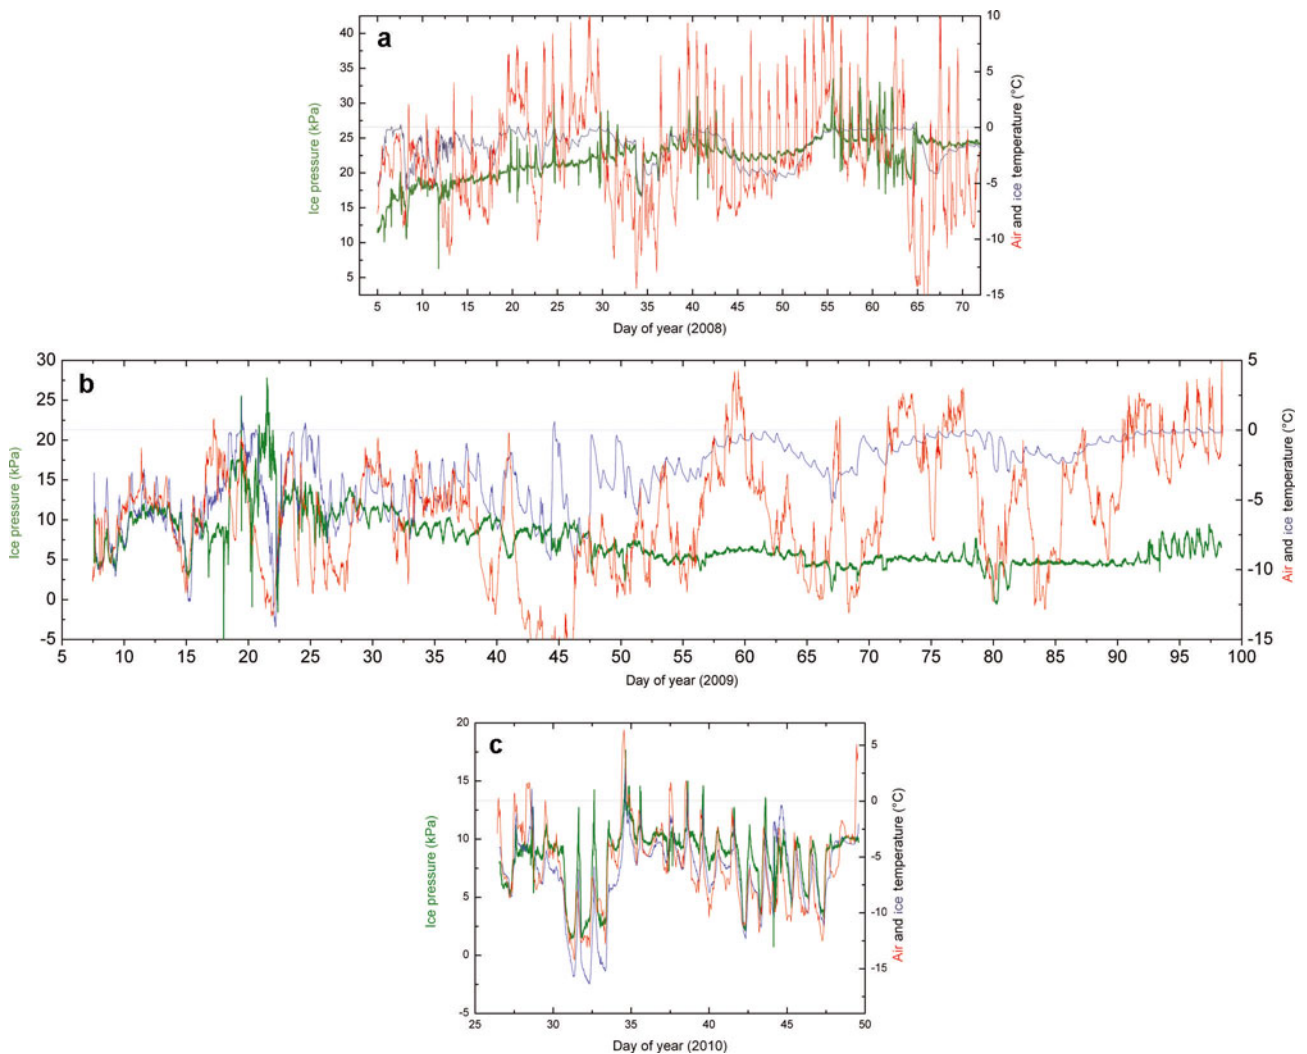 a
40
35
30
25
20
15
10
5
10
5
0
-5
-10
-15
Ice pressure (kPa)
Air and ice temperature (°C)
5 10 15 20 25 30 35 40 45 50 55 60 65 70
Day of year (2008)
b
30
25
20
15
10
5
0
-5
5
0
-5
-10
-15
Ice pressure (kPa)
Air and ice temperature (°C)
5 10 15 20 25 30 35 40 45 50 55 60 65 70 75 80 85 90 95 100
Day of year (2009)
c
20
15
10
5
0
-5
5
0
-5
-10
-15
Ice pressure (kPa)
Air and ice temperature (°C)
25 30 35 40 45 50
Day of year (2010)